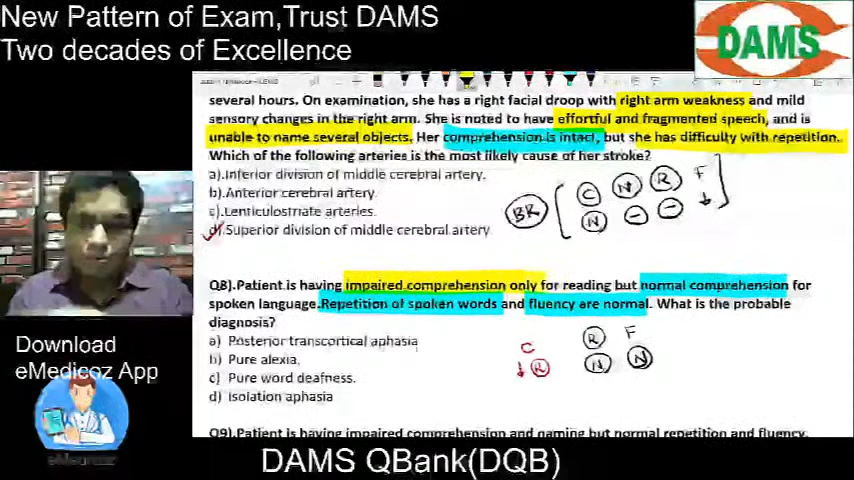 New Pattern of Exam,Trust DAMS
Two decades of Excellence
DAMS
several hours. On examination, she has a right facial droop with right arm weakness and mild
sensory changes in the right arm. She is noted to have effortful and fragmented speech, and is
unable to name several objects. Her comprehension is intact, but she has difficulty with repetition.
Which of the following arteries is the most likely cause of her stroke?
a).Inferior division of middle cerebral artery.
b).Anterior cerebral artery.
c).Lenticulostriate arteries.
d).Superior division of middle cerebral artery
BR
C N R F
N - - ↓
Q8).Patient is having impaired comprehension only for reading but normal comprehension for
spoken language.Repetition of spoken words and fluency are normal. What is the probable
diagnosis?
a) Posterior transcortical aphasia
b) Pure alexia.
c) Pure word deafness.
d) Isolation aphasia
C R F
↓ R N N
Q9).Patient is having impaired comprehension and naming but normal repetition and fluency.
Download
eMedicoz App
eMedicoz
DAMS QBank(DQB)